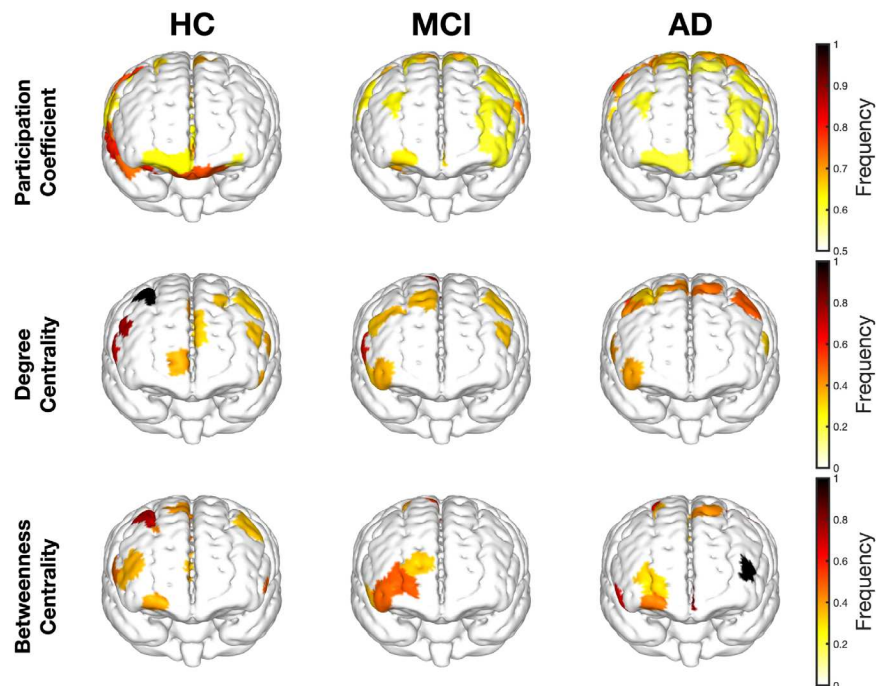 HC MCI AD
Participation
Coefficient
1
0.9
0.8
0.7
0.6
0.5
Frequency
Degree
Centrality
1
0.8
0.6
0.4
0.2
0
Frequency
Betweenness
Centrality
1
0.8
0.6
0.4
0.2
0
Frequency